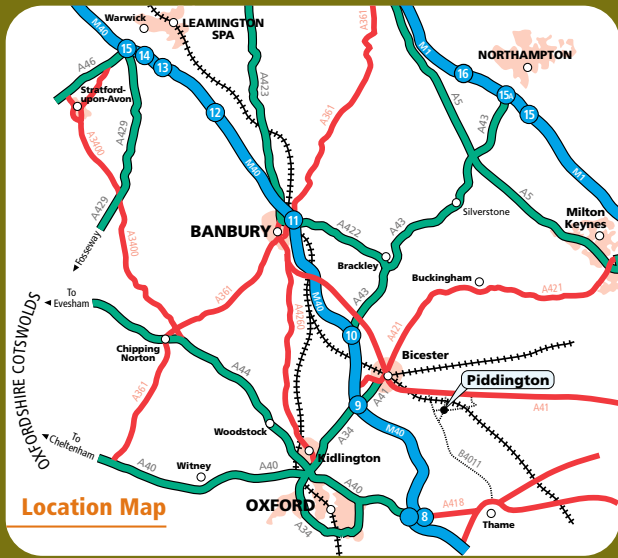 Warwick
LEAMINGTON
SPA
M40
A361
M1
A46
15
14
13
16
NORTHAMPTON
Stratford-
upon-Avon
A423
A5
15A
A429
12
A361
A43
15
A3400
M40
M1
A429
Silverstone
A5
Fosseway
A3400
BANBURY
11
A422
A43
Milton
Keynes
Brackley
To
Evesham
A361
A4260
M40
A43
Buckingham
A421
OXFORDSHIRE COTSWOLDS
Chipping
Norton
10
A421
Bicester
A44
Piddington
A361
A41
9
A41
Woodstock
A34
M40
To
Cheltenham
Kidlington
B4011
A40
Witney
A40
A40
OXFORD
A418
8
Thame
A34
Location Map